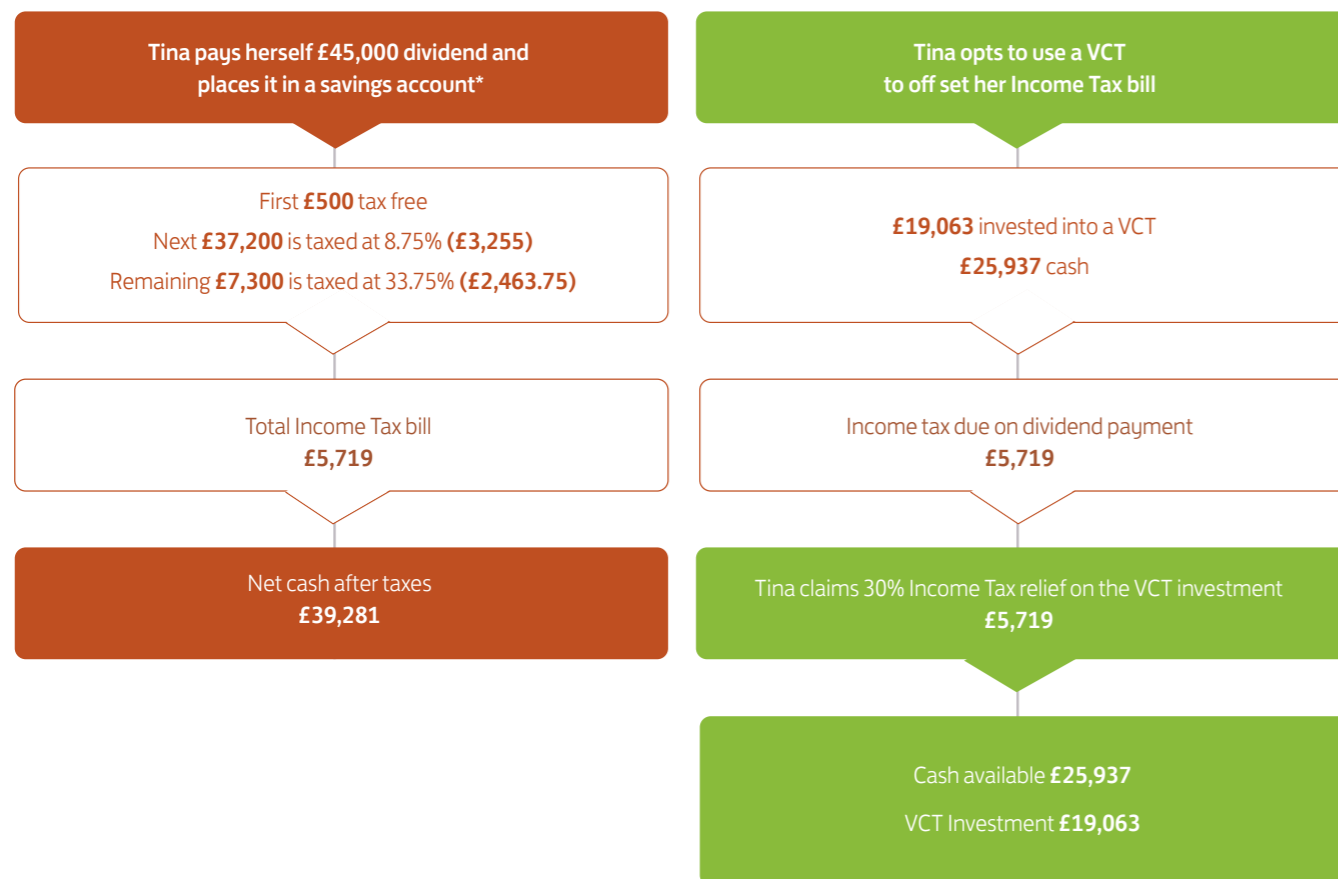 Tina pays herself £45,000 dividend and
places it in a savings account*
First £500 tax free
Next £37,200 is taxed at 8.75% (£3,255)
Remaining £7,300 is taxed at 33.75% (£2,463.75)
Total Income Tax bill
£5,719
Net cash after taxes
£39,281
Tina opts to use a VCT
to off set her Income Tax bill
£19,063 invested into a VCT
£25,937 cash
Income tax due on dividend payment
£5,719
Tina claims 30% Income Tax relief on the VCT investment
£5,719
Cash available £25,937
VCT Investment £19,063